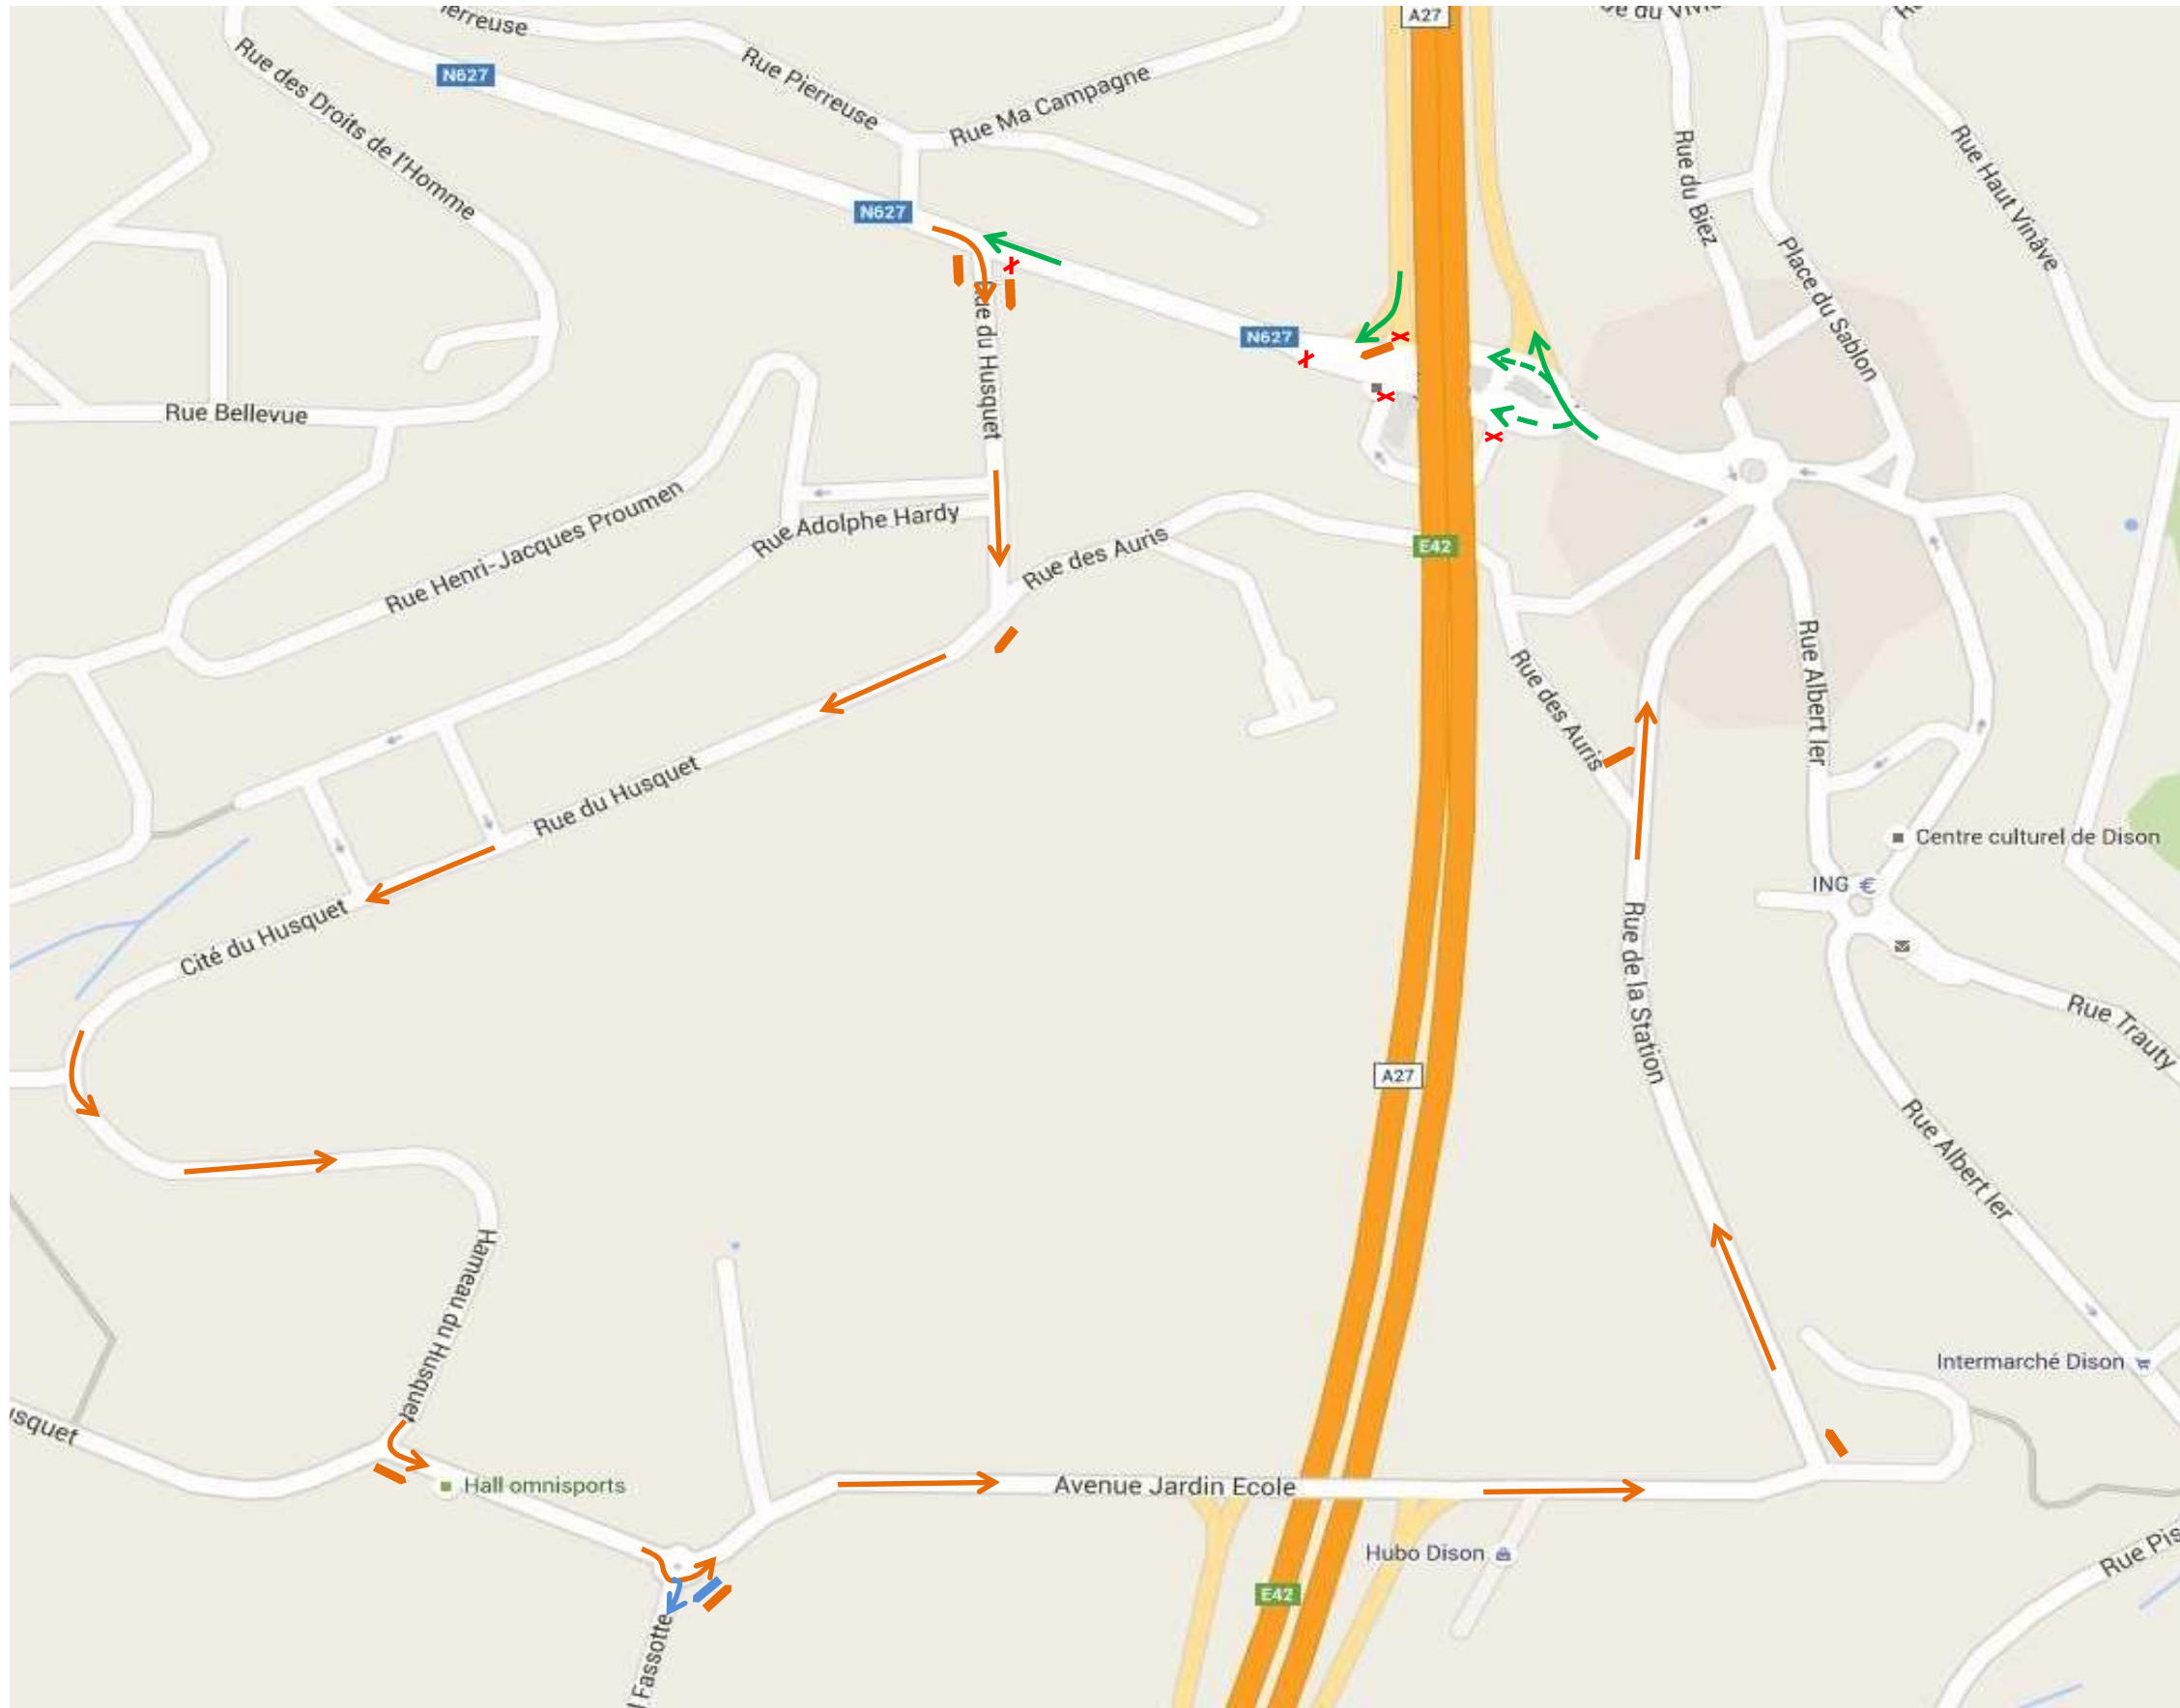 A27
N627
Rue des Droits de l'Homme
Rue Pierreuse
Rue Ma Campagne
Rue du Biez
Rue Haut Vinâve
Place du Sablon
N627
N627
Rue du Husquet
Rue Bellevue
Rue Henri-Jacques Proumen
Rue Adolphe Hardy
Rue des Auris
E42
Rue des Auris
Rue Albert Ier
Rue du Husquet
Centre culturel de Dison
ING €
Cité du Husquet
Rue de la Station
Rue Trauty
A27
Rue Albert Ier
Hameau du Husquet
Intermarché Dison
Hall omnisports
Avenue Jardin Ecole
Hubo Dison
E42
Fassotte